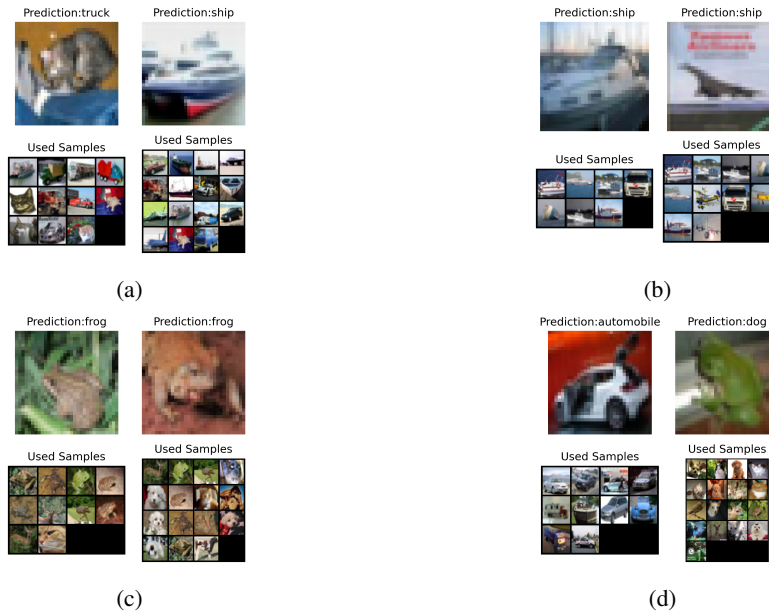 Prediction:truck
Prediction:ship
Used Samples
Used Samples
(a)
Prediction:ship
Prediction:ship
Used Samples
Used Samples
(b)
Prediction:frog
Prediction:frog
Used Samples
Used Samples
(c)
Prediction:automobile
Prediction:dog
Used Samples
Used Samples
(d)